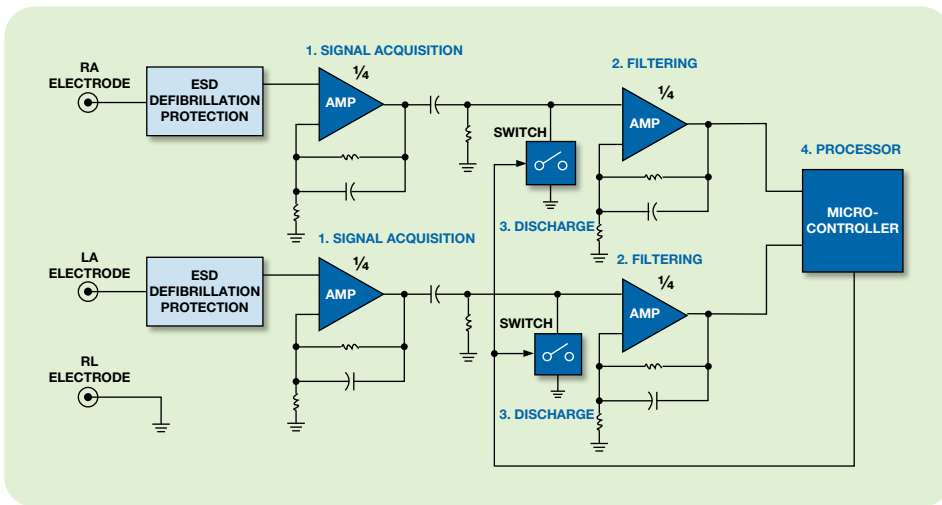 1. SIGNAL ACQUISITION
RA
ELECTRODE
ESD
DEFIBRILLATION
PROTECTION
¼
AMP
2. FILTERING
¼
AMP
SWITCH
3. DISCHARGE
4. PROCESSOR
MICRO-
CONTROLLER
1. SIGNAL ACQUISITION
LA
ELECTRODE
ESD
DEFIBRILLATION
PROTECTION
¼
AMP
2. FILTERING
¼
AMP
SWITCH
3. DISCHARGE
RL
ELECTRODE